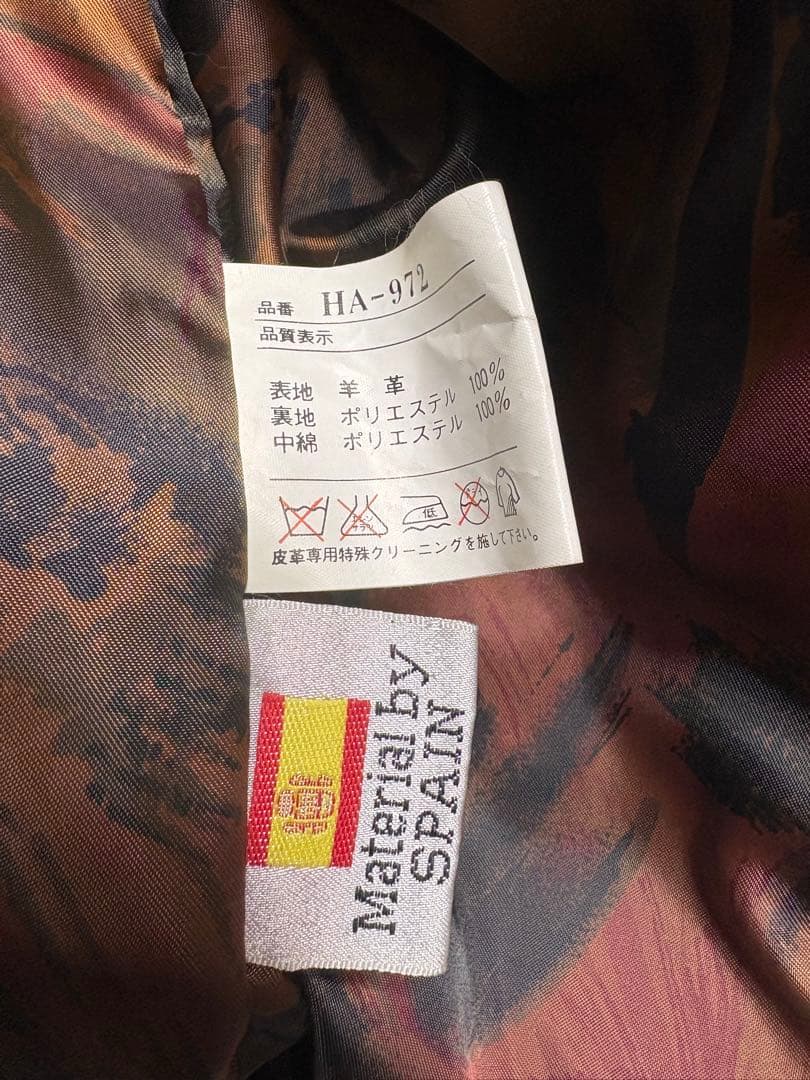 品番 HA-972
品質表示
表地 羊革
裏地 ポリエステル 100%
中綿 ポリエステル 100%
低
皮革専用特殊クリーニングを施して下さい。
Material by
SPAIN